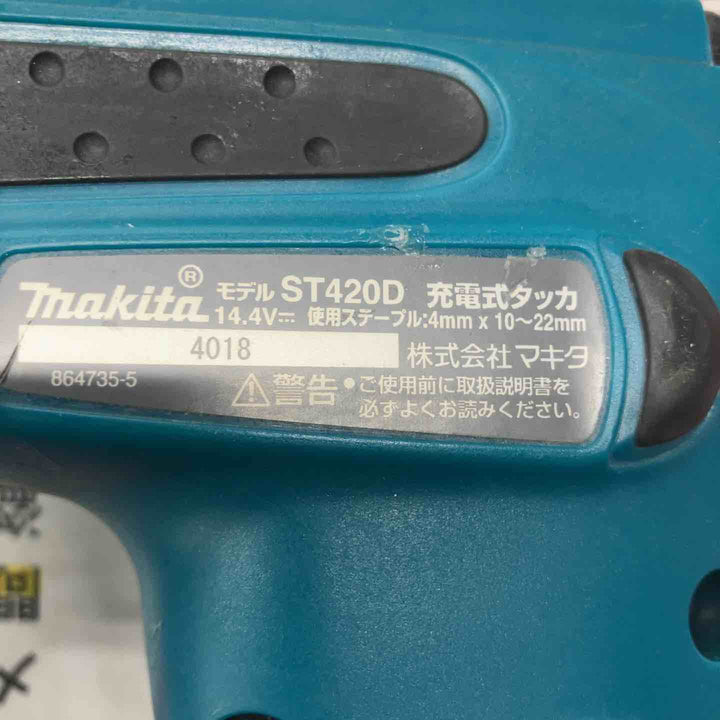 makita® モデル ST420D 充電式タッカ
14.4V⎓ 使用ステープル:4mm x 10〜22mm
4018 株式会社マキタ
864735-5 ⚠警告 •ご使用前に取扱説明書を
必ずよくお読みください。